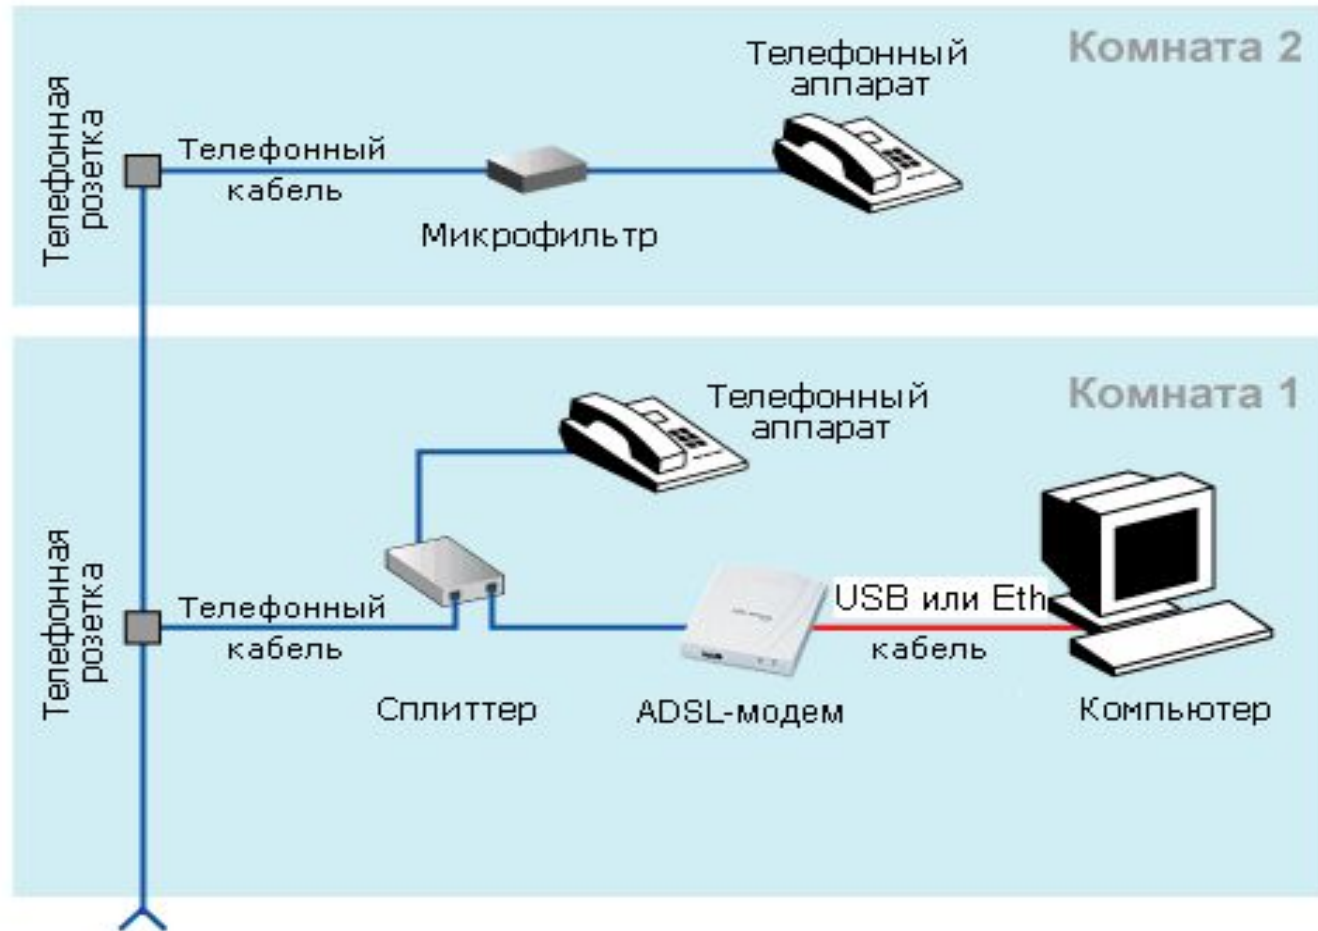 Комната 2
Телефонный
аппарат
Телефонная
розетка
Телефонный
кабель
Микрофильтр
Комната 1
Телефонный
аппарат
Телефонная
розетка
Телефонный
кабель
USB или Eth
кабель
Сплиттер
ADSL-модем
Компьютер